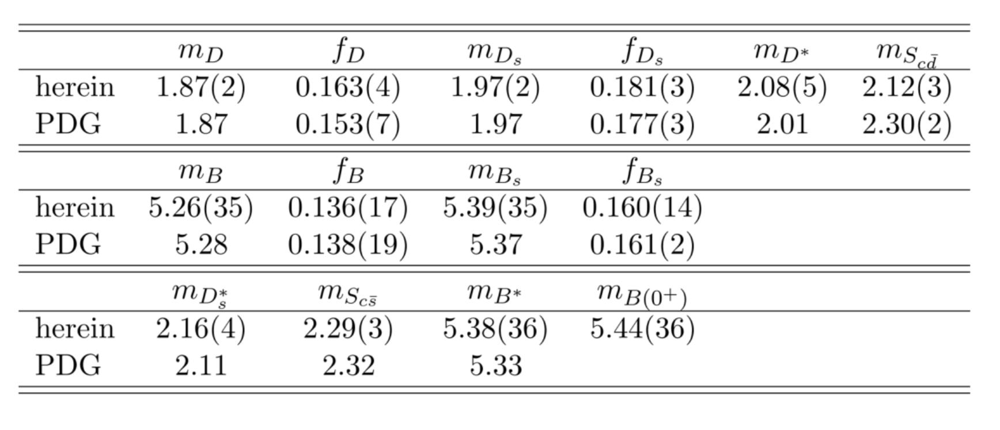 m_D f_D m_{D_s} f_{D_s} m_{D^*} m_{S_{c\bar{d}}}
herein 1.87(2) 0.163(4) 1.97(2) 0.181(3) 2.08(5) 2.12(3)
PDG 1.87 0.153(7) 1.97 0.177(3) 2.01 2.30(2)
m_B f_B m_{B_s} f_{B_s}
herein 5.26(35) 0.136(17) 5.39(35) 0.160(14)
PDG 5.28 0.138(19) 5.37 0.161(2)
m_{D_s^*} m_{S_{c\bar{s}}} m_{B^*} m_{B(0^+)}
herein 2.16(4) 2.29(3) 5.38(36) 5.44(36)
PDG 2.11 2.32 5.33